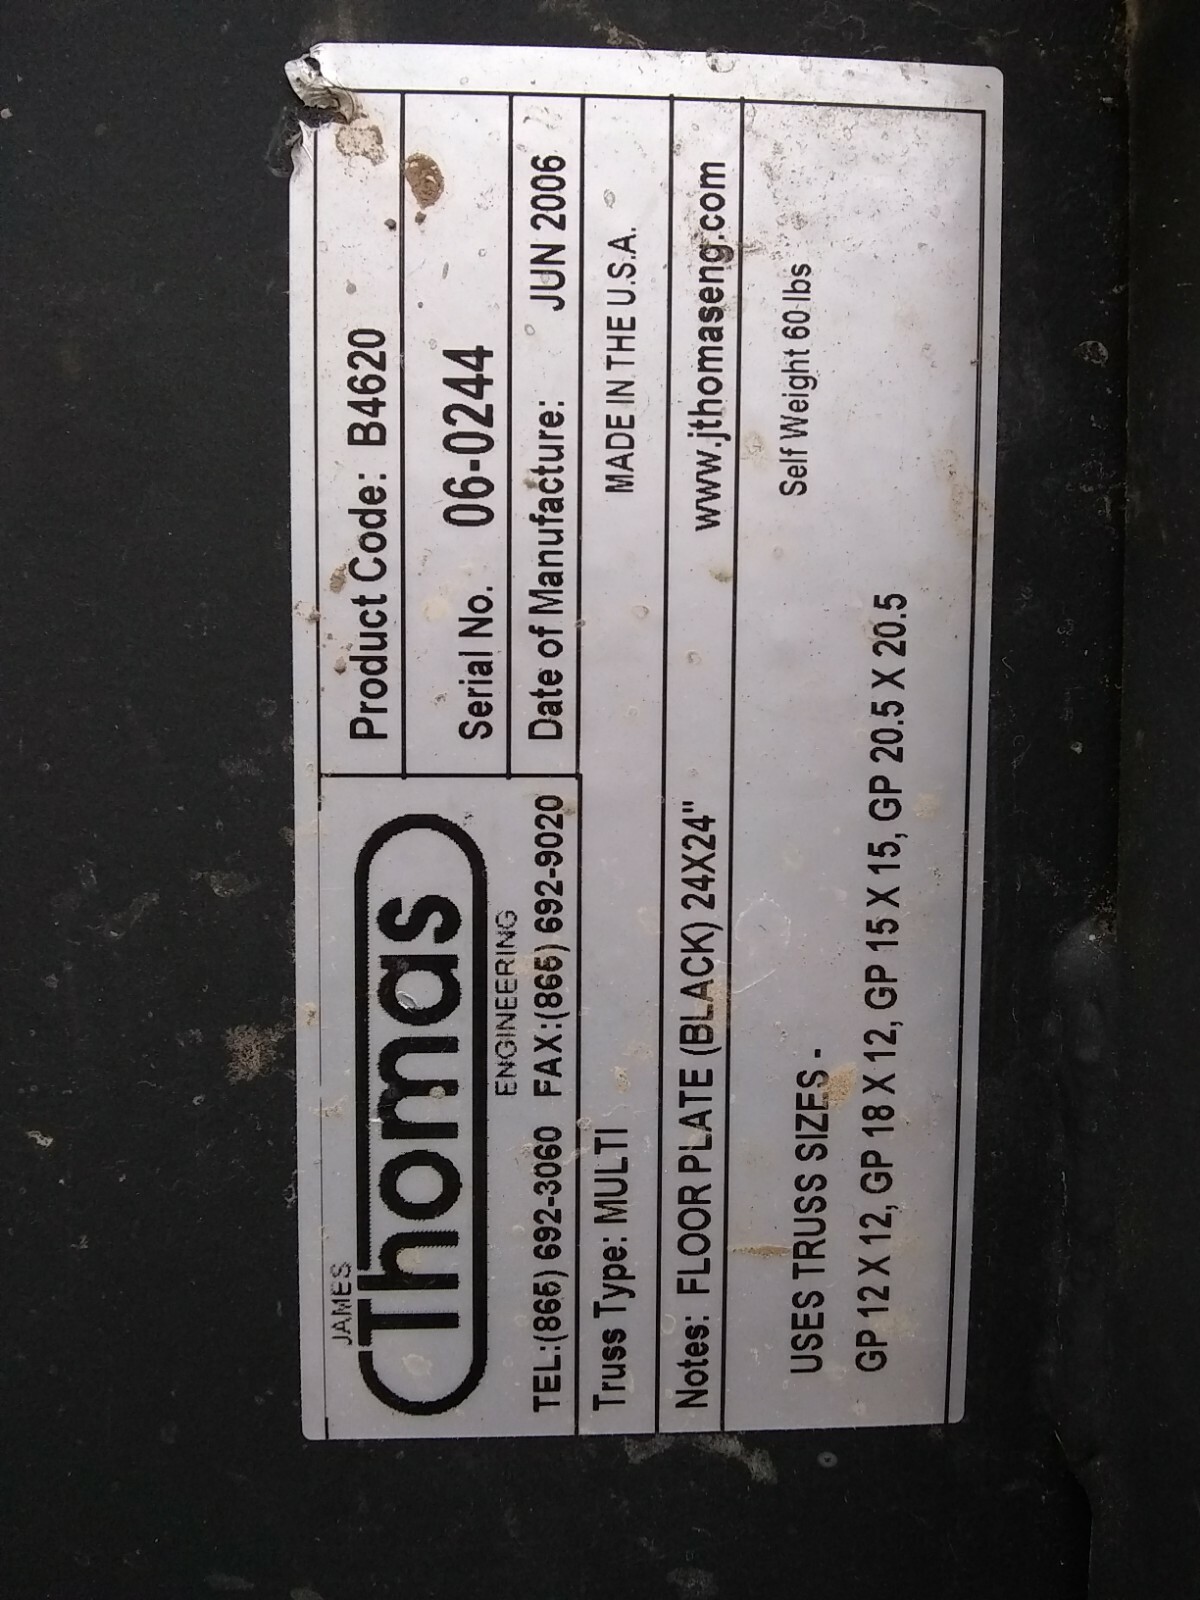 JAMES
Thomas
ENGINEERING
TEL:(865) 692-3060 FAX:(865) 692-9020
Product Code: B4620
Serial No. 06-0244
Date of Manufacture: JUN 2006
Truss Type: MULTI MADE IN THE U.S.A.
Notes: FLOOR PLATE (BLACK) 24X24" www.jthomaseng.com
Self Weight 60 lbs
USES TRUSS SIZES -
GP 12 X 12, GP 18 X 12, GP 15 X 15, GP 20.5 X 20.5